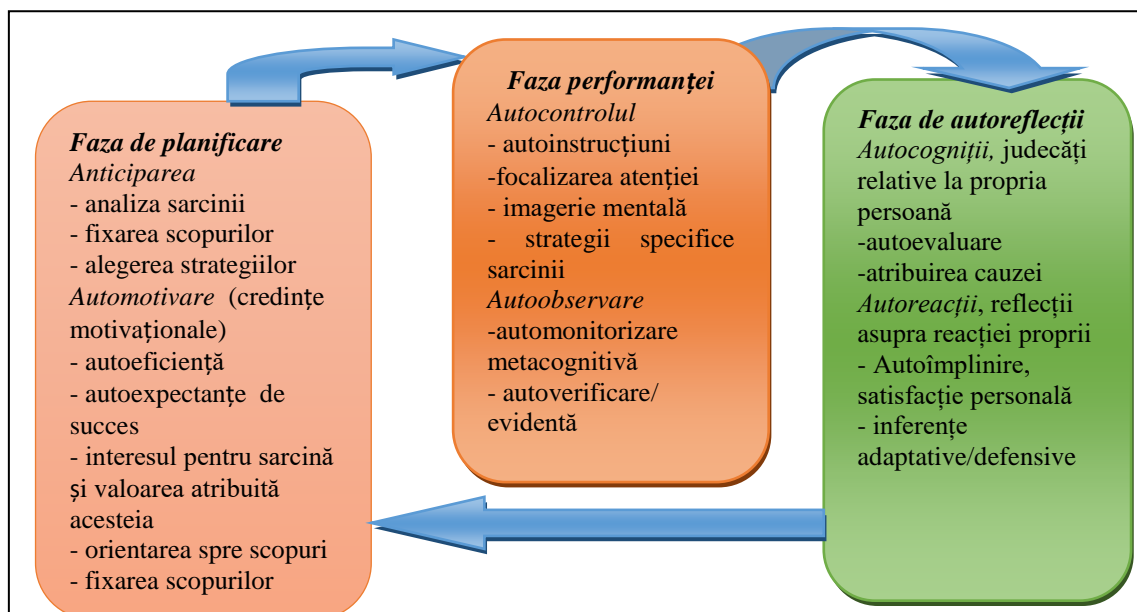 Faza de planificare
Anticiparea
- analiza sarcinii
- fixarea scopurilor
- alegerea strategiilor
Automotivare (credințe
motivaționale)
- autoeficiență
- autoexpectanțe de
succes
- interesul pentru sarcină
și valoarea atribuită
acesteia
- orientarea spre scopuri
- fixarea scopurilor
Faza performanței
Autocontrolul
- autoinstrucțiuni
-focalizarea atenției
- imagerie mentală
- strategii specifice
sarcinii
Autoobservare
-automonitorizare
metacognitivă
- autoverificare/
evidentă
Faza de autoreflecții
Autocogniții, judecăți
relative la propria
persoană
-autoevaluare
-atribuirea cauzei
Autoreacții, reflecții
asupra reacției proprii
- Autoîmplinire,
satisfacție personală
- inferențe
adaptative/defensive